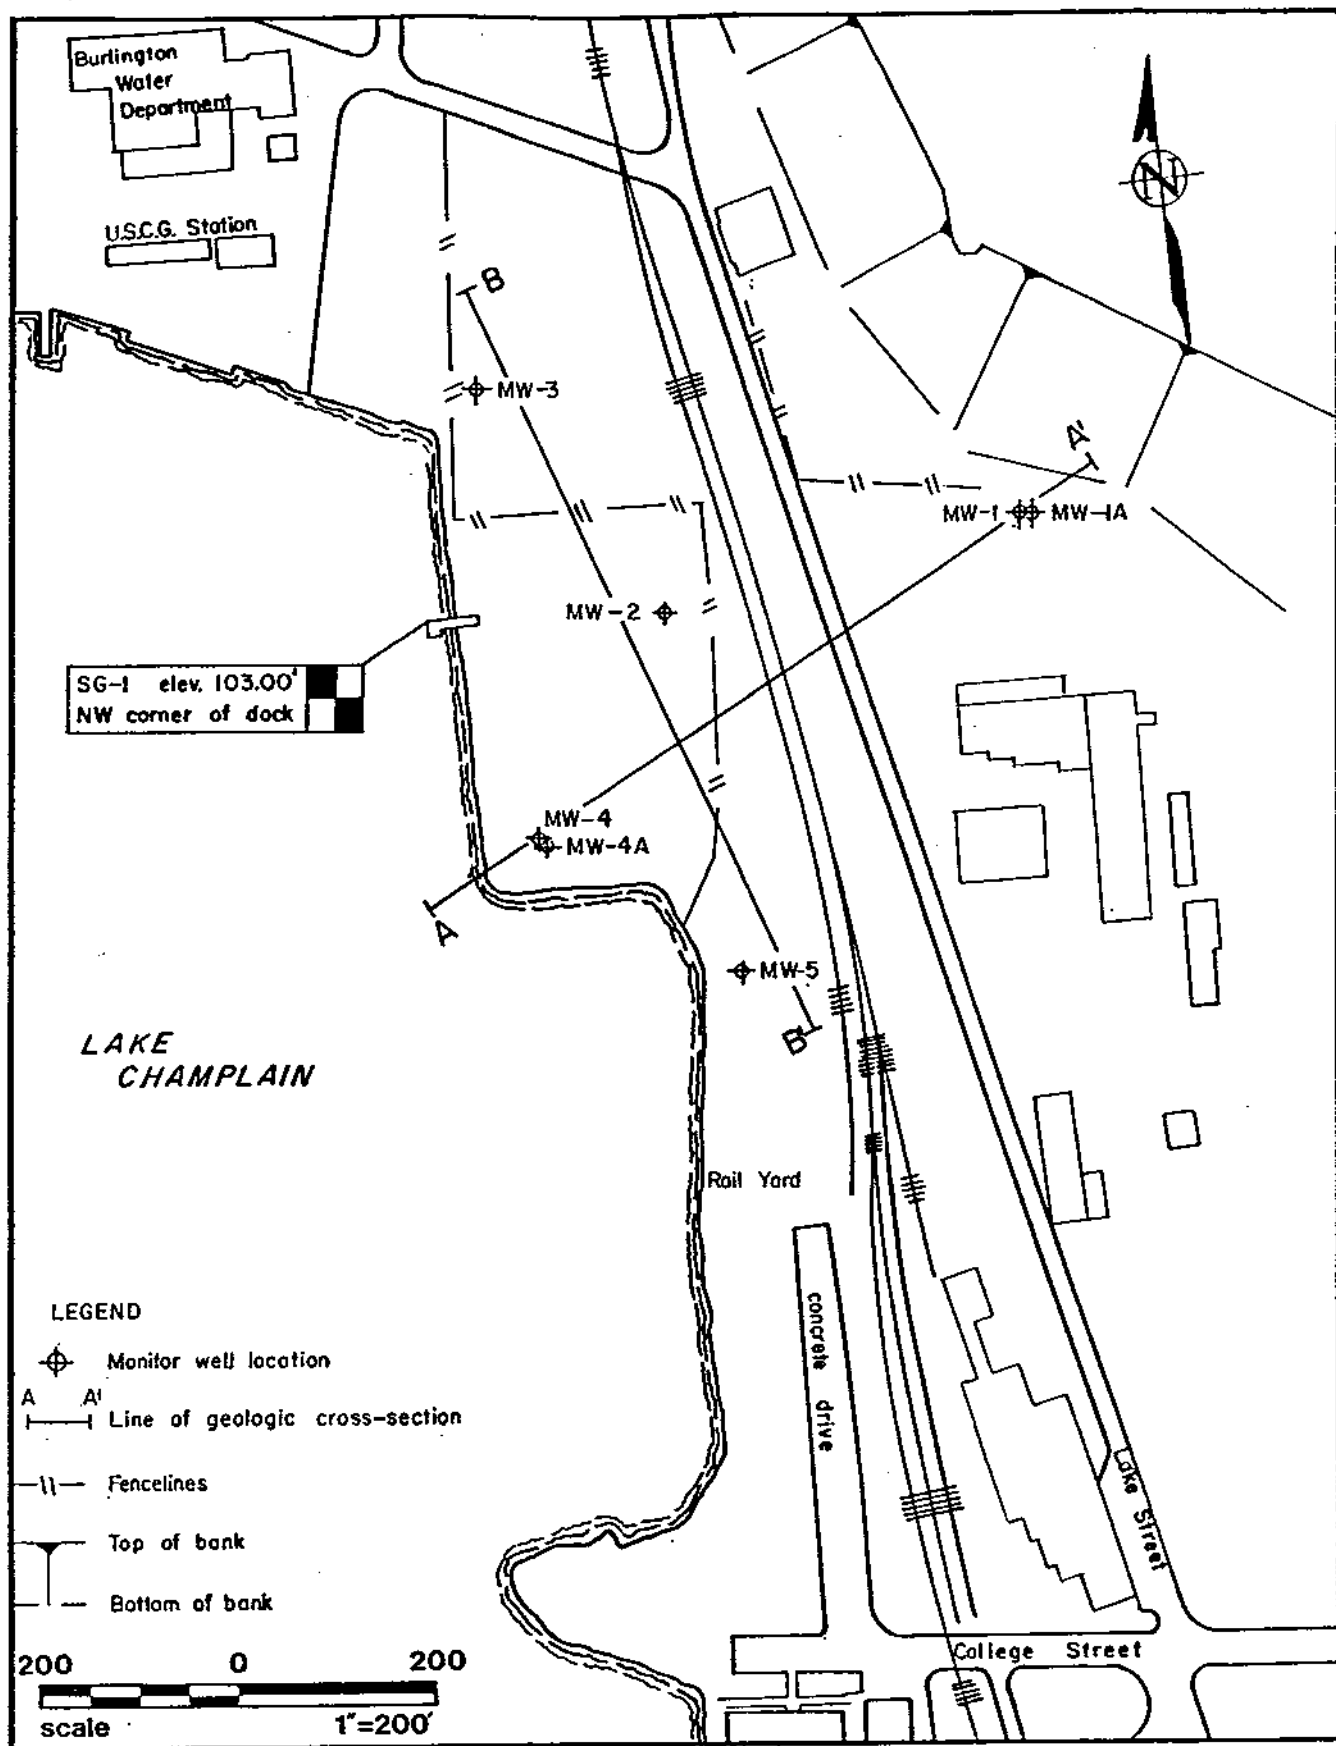 Burlington
Water
Department
U.S.C.G. Station
N
B
MW-3
A'
MW-1
MW-1A
MW-2
SG-1 elev. 103.00'
NW corner of dock
MW-4
MW-4A
A
MW-5
B'
LAKE
CHAMPLAIN
Rail Yard
concrete drive
Lake Street
LEGEND
Monitor well location
A A'
Line of geologic cross-section
Fencelines
Top of bank
Bottom of bank
College Street
200 0 200
scale 1"=200'